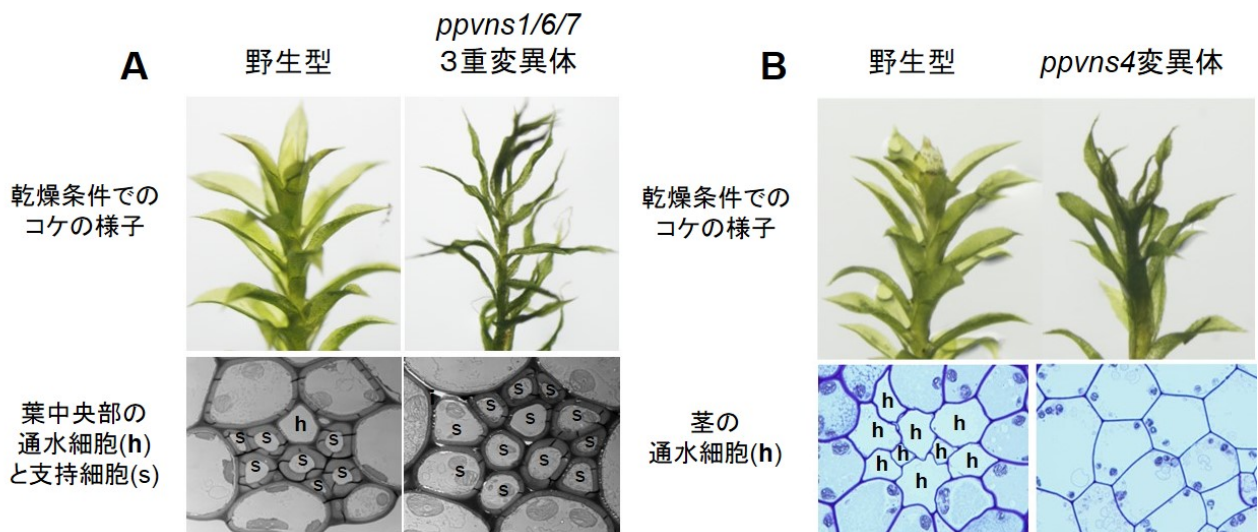 A
野生型
ppvns1/6/7
3重変異体
乾燥条件での
コケの様子
葉中央部の
通水細胞(h)
と支持細胞(s)
h
s s s s s s s s
s s s s s s s s s s s
B
野生型
ppvns4変異体
乾燥条件での
コケの様子
茎の
通水細胞(h)
h h h h h h h h